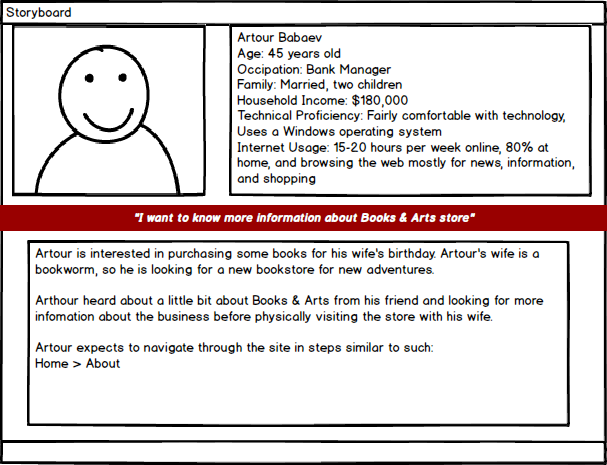 Storyboard
Artour Babaev
Age: 45 years old
Occipation: Bank Manager
Family: Married, two children
Household Income: $180,000
Technical Proficiency: Fairly comfortable with technology,
Uses a Windows operating system
Internet Usage: 15-20 hours per week online, 80% at
home, and browsing the web mostly for news, information,
and shopping
"I want to know more information about Books & Arts store"
Artour is interested in purchasing some books for his wife's birthday. Artour's wife is a
bookworm, so he is looking for a new bookstore for new adventures.
Arthour heard about a little bit about Books & Arts from his friend and looking for more
infomation about the business before physically visiting the store with his wife.
Artour expects to navigate through the site in steps similar to such:
Home > About